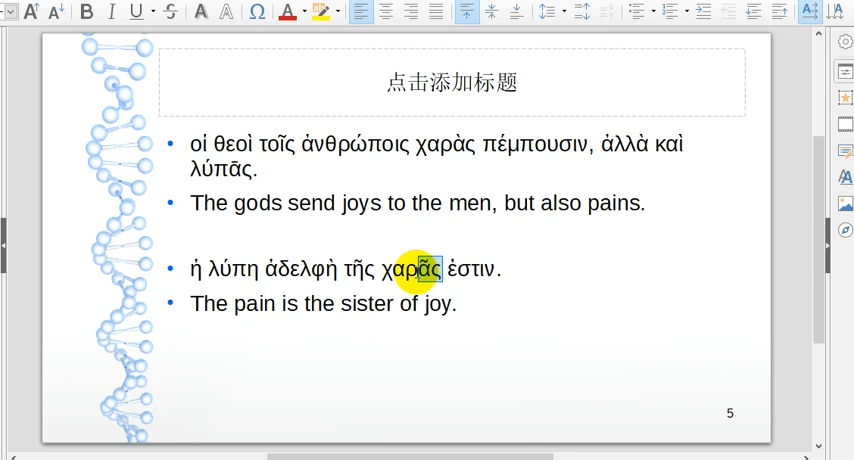 点击添加标题
οἱ θεοὶ τοῖς ἀνθρώποις χαρὰς πέμπουσιν, ἀλλὰ καὶ
λύπᾱς.
The gods send joys to the men, but also pains.
ἡ λύπη ἀδελφὴ τῆς χαρᾶς ἐστιν.
The pain is the sister of joy.
5